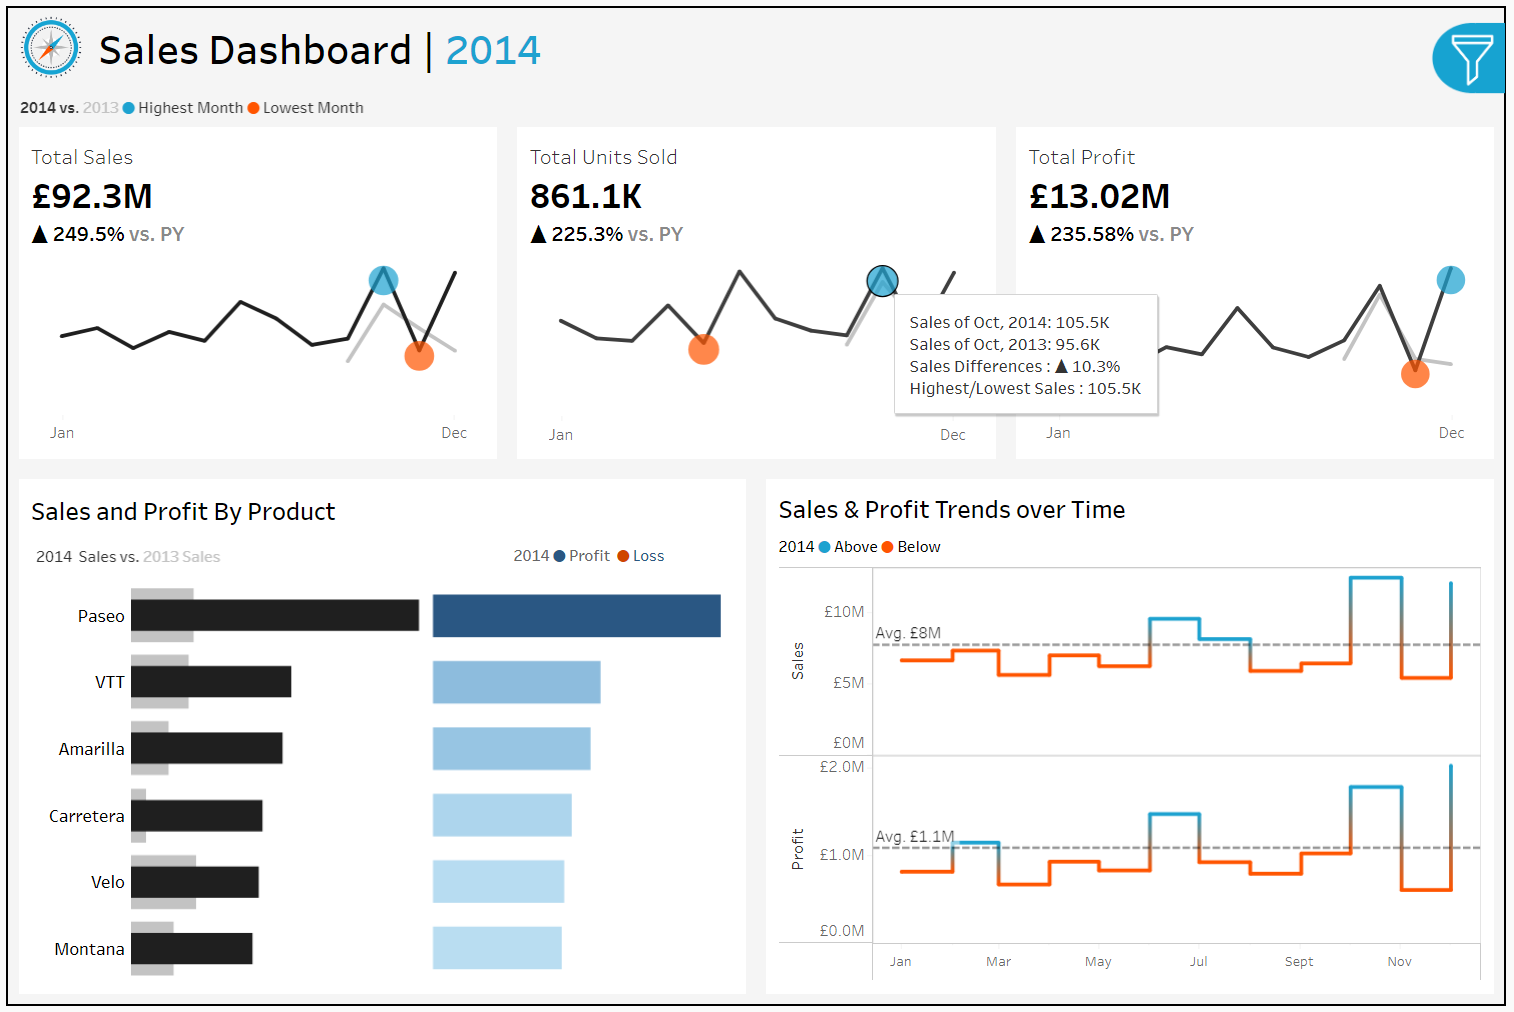 Sales Dashboard | 2014
2014 vs. 2013 Highest Month Lowest Month
Total Sales
£92.3M
▲ 249.5% vs. PY
Jan
Dec
Total Units Sold
861.1K
▲ 225.3% vs. PY
Sales of Oct, 2014: 105.5K
Sales of Oct, 2013: 95.6K
Sales Differences : ▲ 10.3%
Highest/Lowest Sales : 105.5K
Jan
Dec
Total Profit
£13.02M
▲ 235.58% vs. PY
Jan
Dec
Sales and Profit By Product
2014 Sales vs. 2013 Sales
2014 Profit Loss
Paseo
VTT
Amarilla
Carretera
Velo
Montana
Sales & Profit Trends over Time
2014 Above Below
Sales
£10M
£5M
£0M
Avg. £8M
Profit
£2.0M
£1.0M
£0.0M
Avg. £1.1M
Jan
Mar
May
Jul
Sept
Nov